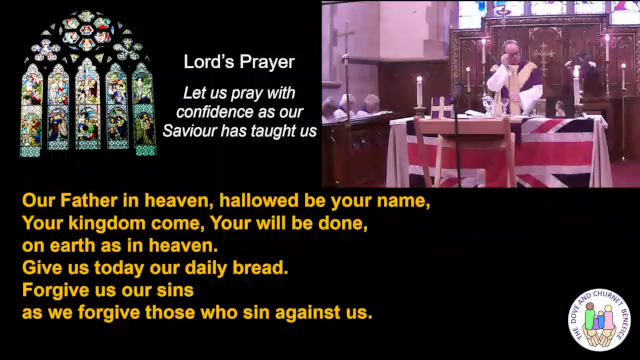 Lord's Prayer
Let us pray with
confidence as our
Saviour has taught us
Our Father in heaven, hallowed be your name,
Your kingdom come, Your will be done,
on earth as in heaven.
Give us today our daily bread.
Forgive us our sins
as we forgive those who sin against us.
THE DOVE AND CHURNET BENEFICE